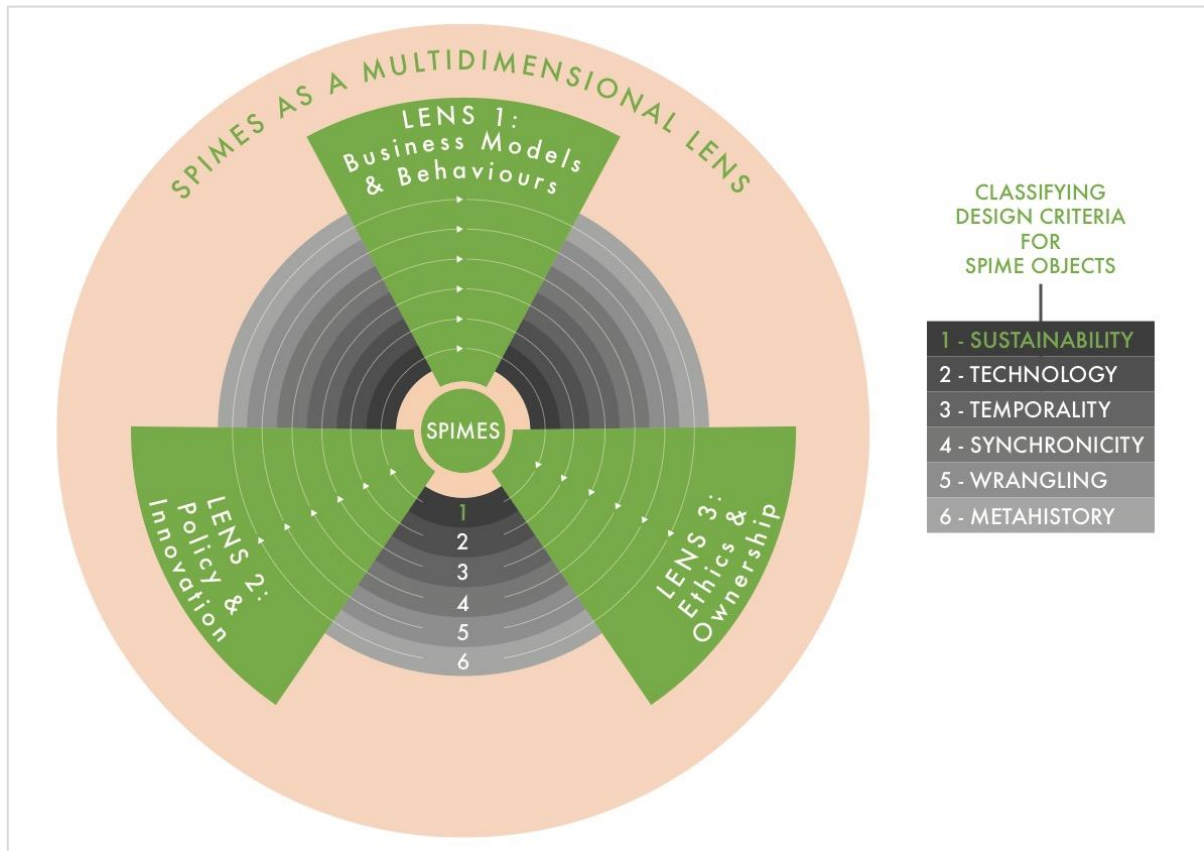 SPIMES AS A MULTIDIMENSIONAL LENS
LENS 1:
Business Models
& Behaviours
SPIMES
LENS 2:
Policy &
Innovation
LENS 3:
Ethics &
Ownership
1
2
3
4
5
6
CLASSIFYING
DESIGN CRITERIA
FOR
SPIME OBJECTS
1 - SUSTAINABILITY
2 - TECHNOLOGY
3 - TEMPORALITY
4 - SYNCHRONICITY
5 - WRANGLING
6 - METAHISTORY